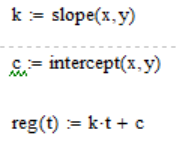 k := slope(x,y)
c := intercept(x,y)
reg(t) := k·t + c